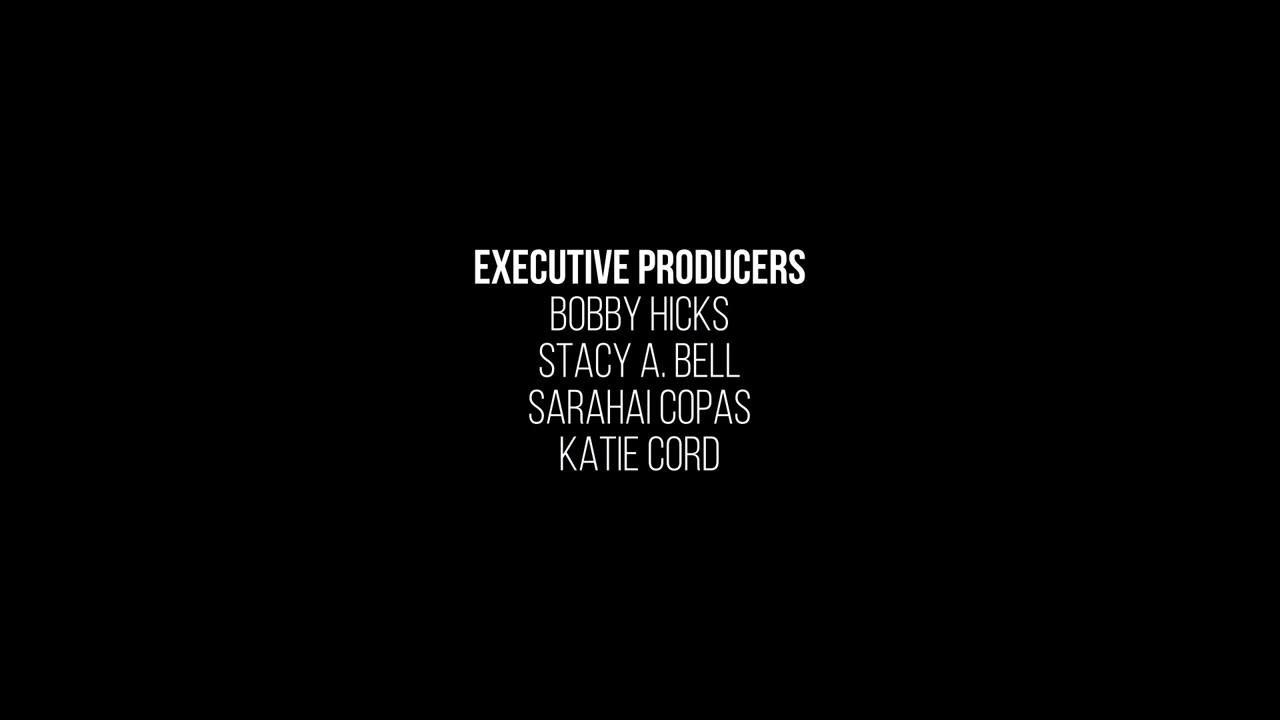 EXECUTIVE PRODUCERS
BOBBY HICKS
STACY A. BELL
SARAHAI COPAS
KATIE CORD